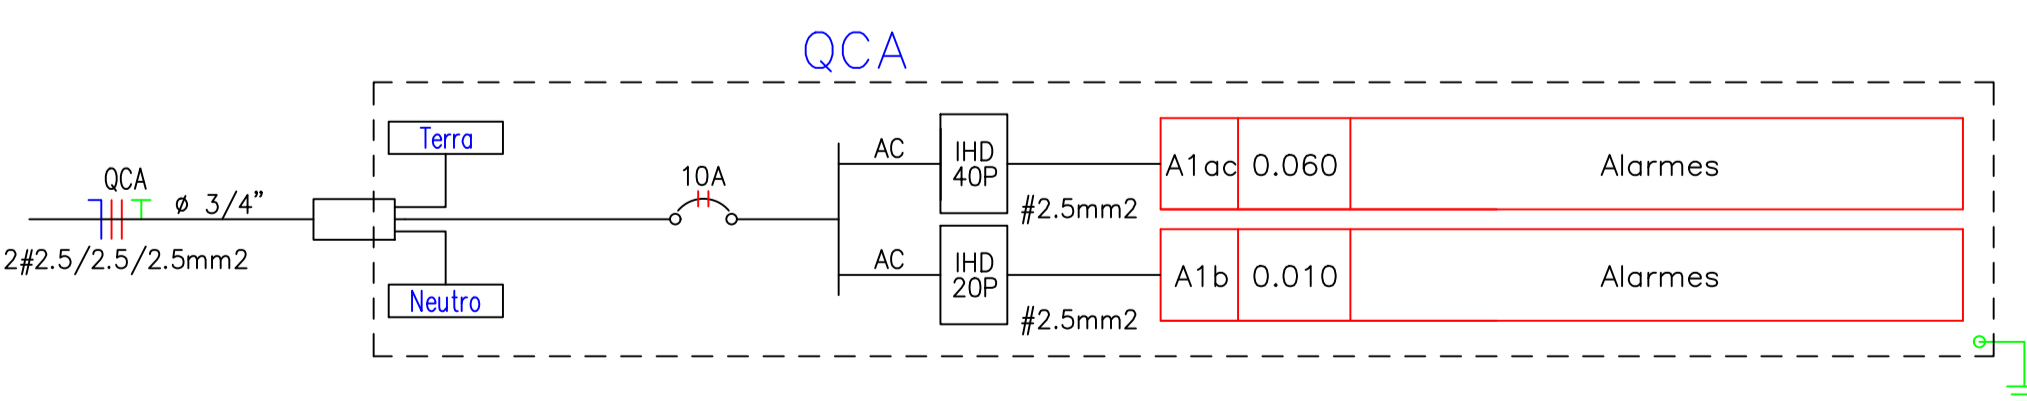 QCA
QCA
ø 3/4"
2#2.5/2.5/2.5mm2
Terra
Neutro
10A
AC
IHD
40P
#2.5mm2
A1ac 0.060 Alarmes
AC
IHD
20P
#2.5mm2
A1b 0.010 Alarmes